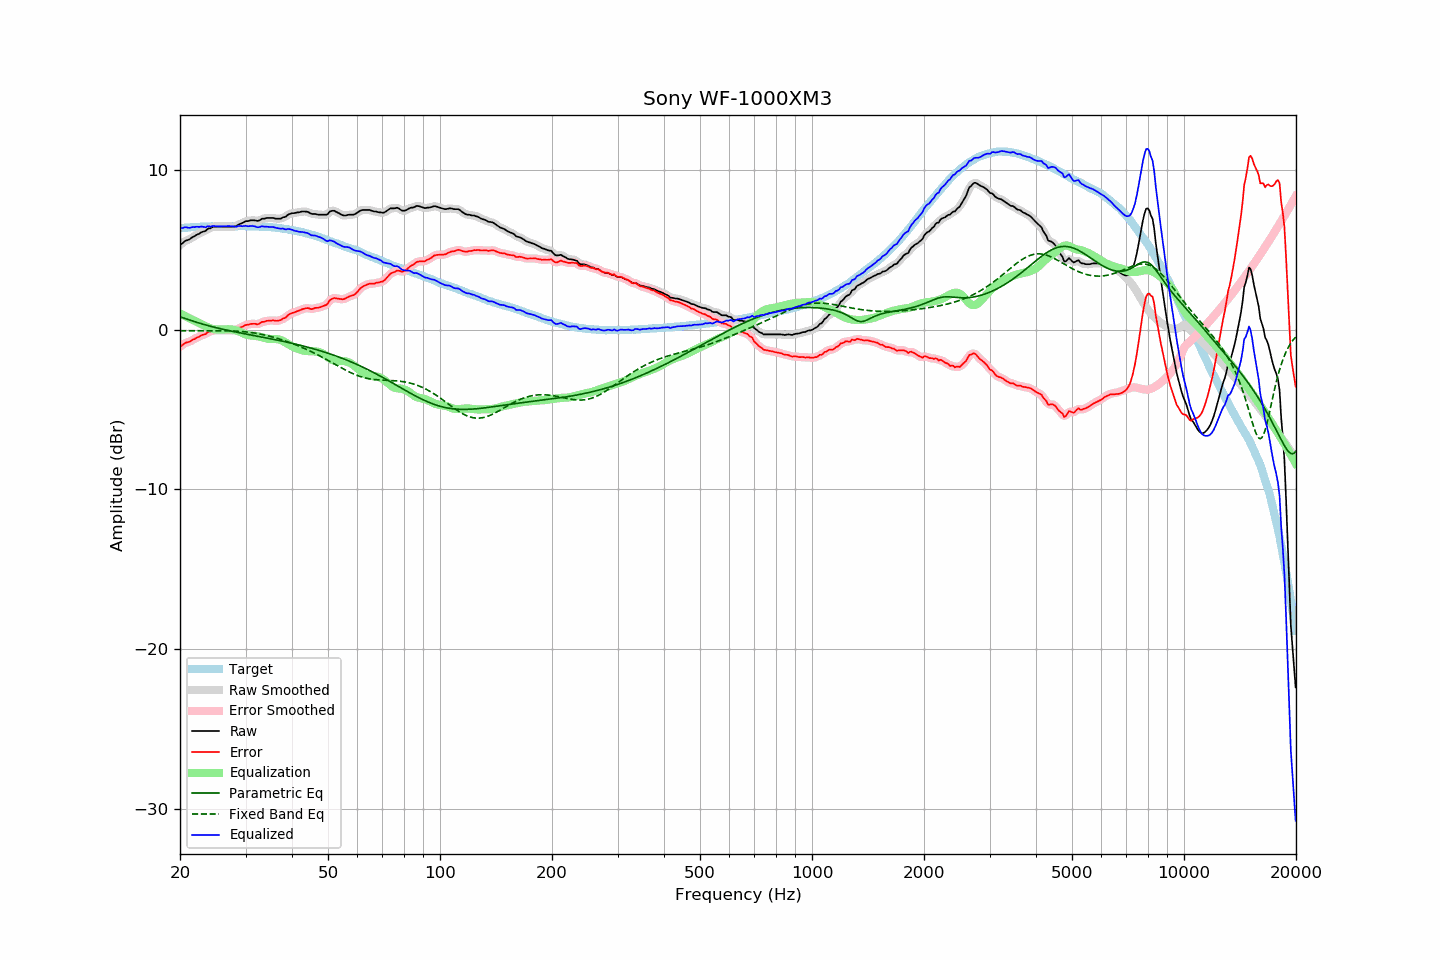 Sony WF-1000XM3
10
0
−10
−20
−30
Amplitude (dBr)
Target
Raw Smoothed
Error Smoothed
Raw
Error
Equalization
Parametric Eq
Fixed Band Eq
Equalized
20 50 100 200 500 1000 2000 5000 10000 20000
Frequency (Hz)